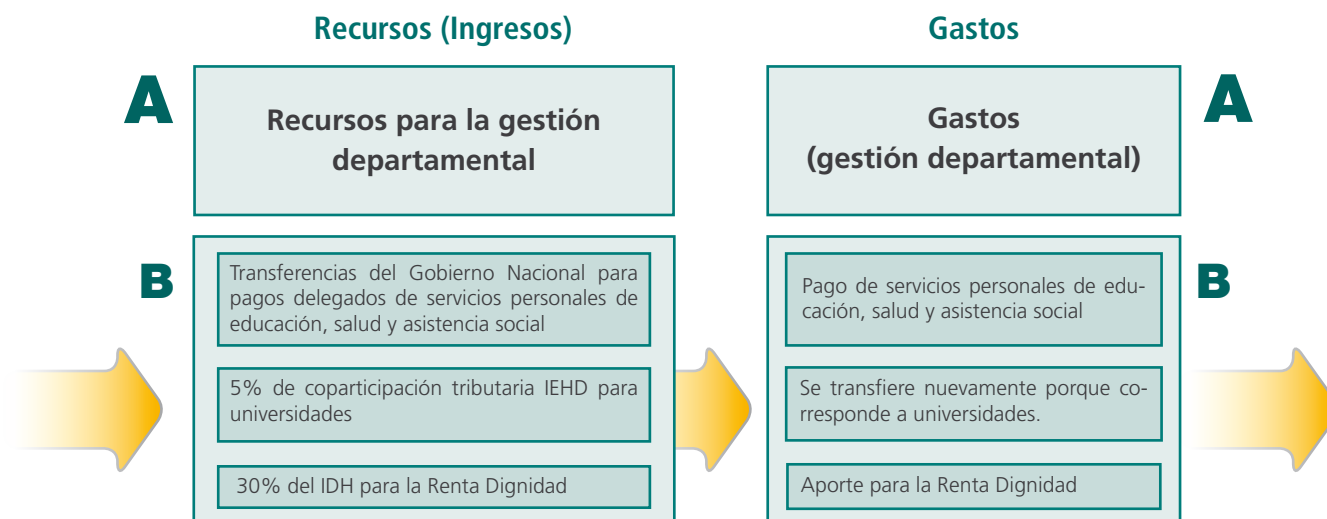 Recursos (Ingresos)
Gastos
A
Recursos para la gestión
departamental
Gastos
(gestión departamental)
A
B
Transferencias del Gobierno Nacional para
pagos delegados de servicios personales de
educación, salud y asistencia social
Pago de servicios personales de edu-
cación, salud y asistencia social
B
5% de coparticipación tributaria IEHD para
universidades
Se transfiere nuevamente porque co-
rresponde a universidades.
30% del IDH para la Renta Dignidad
Aporte para la Renta Dignidad